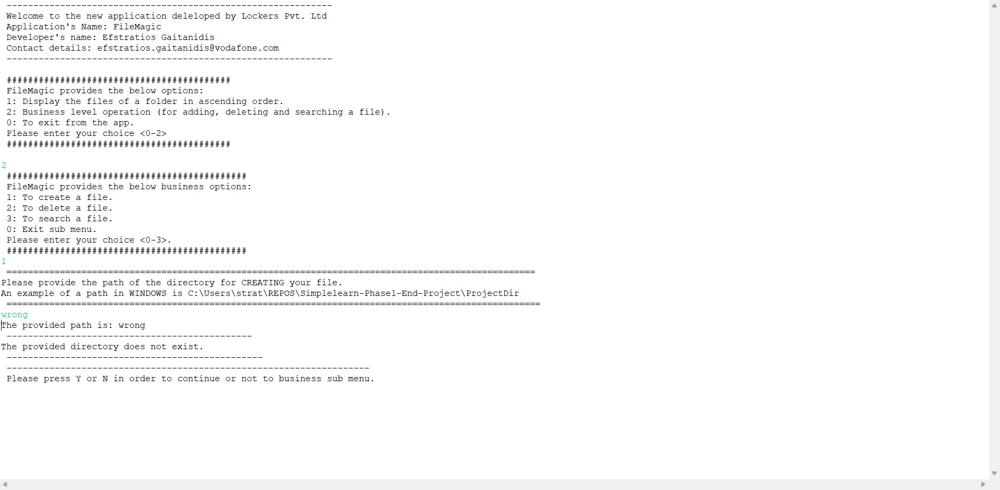 -------------------------------------------------------------
Welcome to the new application deleloped by Lockers Pvt. Ltd
Application's Name: FileMagic
Developer's name: Efstratios Gaitanidis
Contact details: efstratios.gaitanidis@vodafone.com
-------------------------------------------------------------
##########################################
FileMagic provides the below options:
1: Display the files of a folder in ascending order.
2: Business level operation (for adding, deleting and searching a file).
0: To exit from the app.
Please enter your choice <0-2>
##########################################
2
#############################################
FileMagic provides the below business options:
1: To create a file.
2: To delete a file.
3: To search a file.
0: Exit sub menu.
Please enter your choice <0-3>.
#############################################
1
===================================================================================================
Please provide the path of the directory for CREATING your file.
An example of a path in WINDOWS is C:\Users\strat\REPOS\Simplelearn-Phase1-End-Project\ProjectDir
====================================================================================================
wrong
The provided path is: wrong
----------------------------------------------
The provided directory does not exist.
------------------------------------------------
--------------------------------------------------------------------
Please press Y or N in order to continue or not to business sub menu.